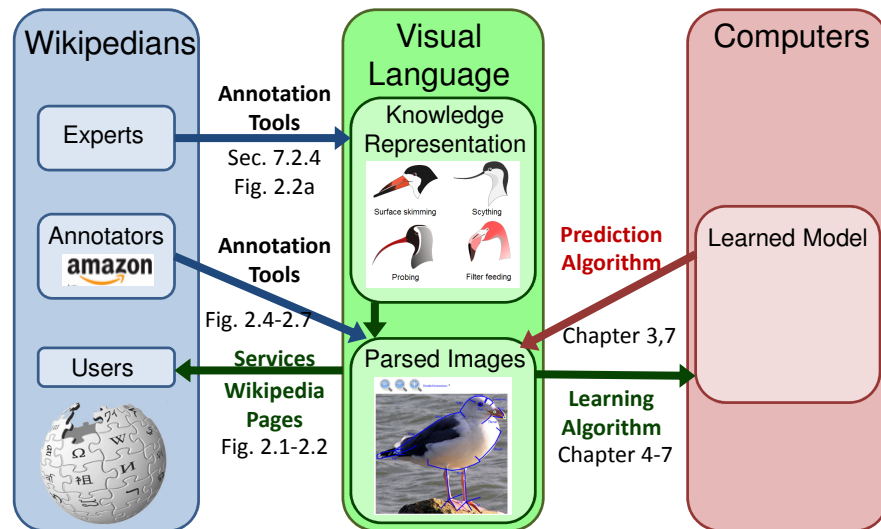 Wikipedians
Experts
Annotators
amazon
Users
Ω
W
И
祖
Annotation
Tools
Sec. 7.2.4
Fig. 2.2a
Annotation
Tools
Fig. 2.4-2.7
Services
Wikipedia
Pages
Fig. 2.1-2.2
Visual
Language
Knowledge
Representation
Surface skimming
Scything
Probing
Filter feeding
Parsed Images
Prediction
Algorithm
Chapter 3,7
Learning
Algorithm
Chapter 4-7
Computers
Learned Model